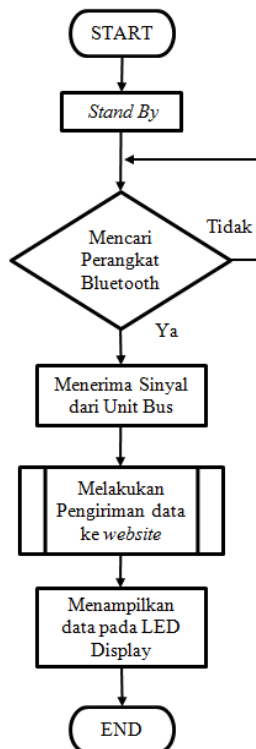 START
Stand By
Mencari
Perangkat
Bluetooth
Tidak
Ya
Menerima Sinyal
dari Unit Bus
Melakukan
Pengiriman data
ke website
Menampilkan
data pada LED
Display
END